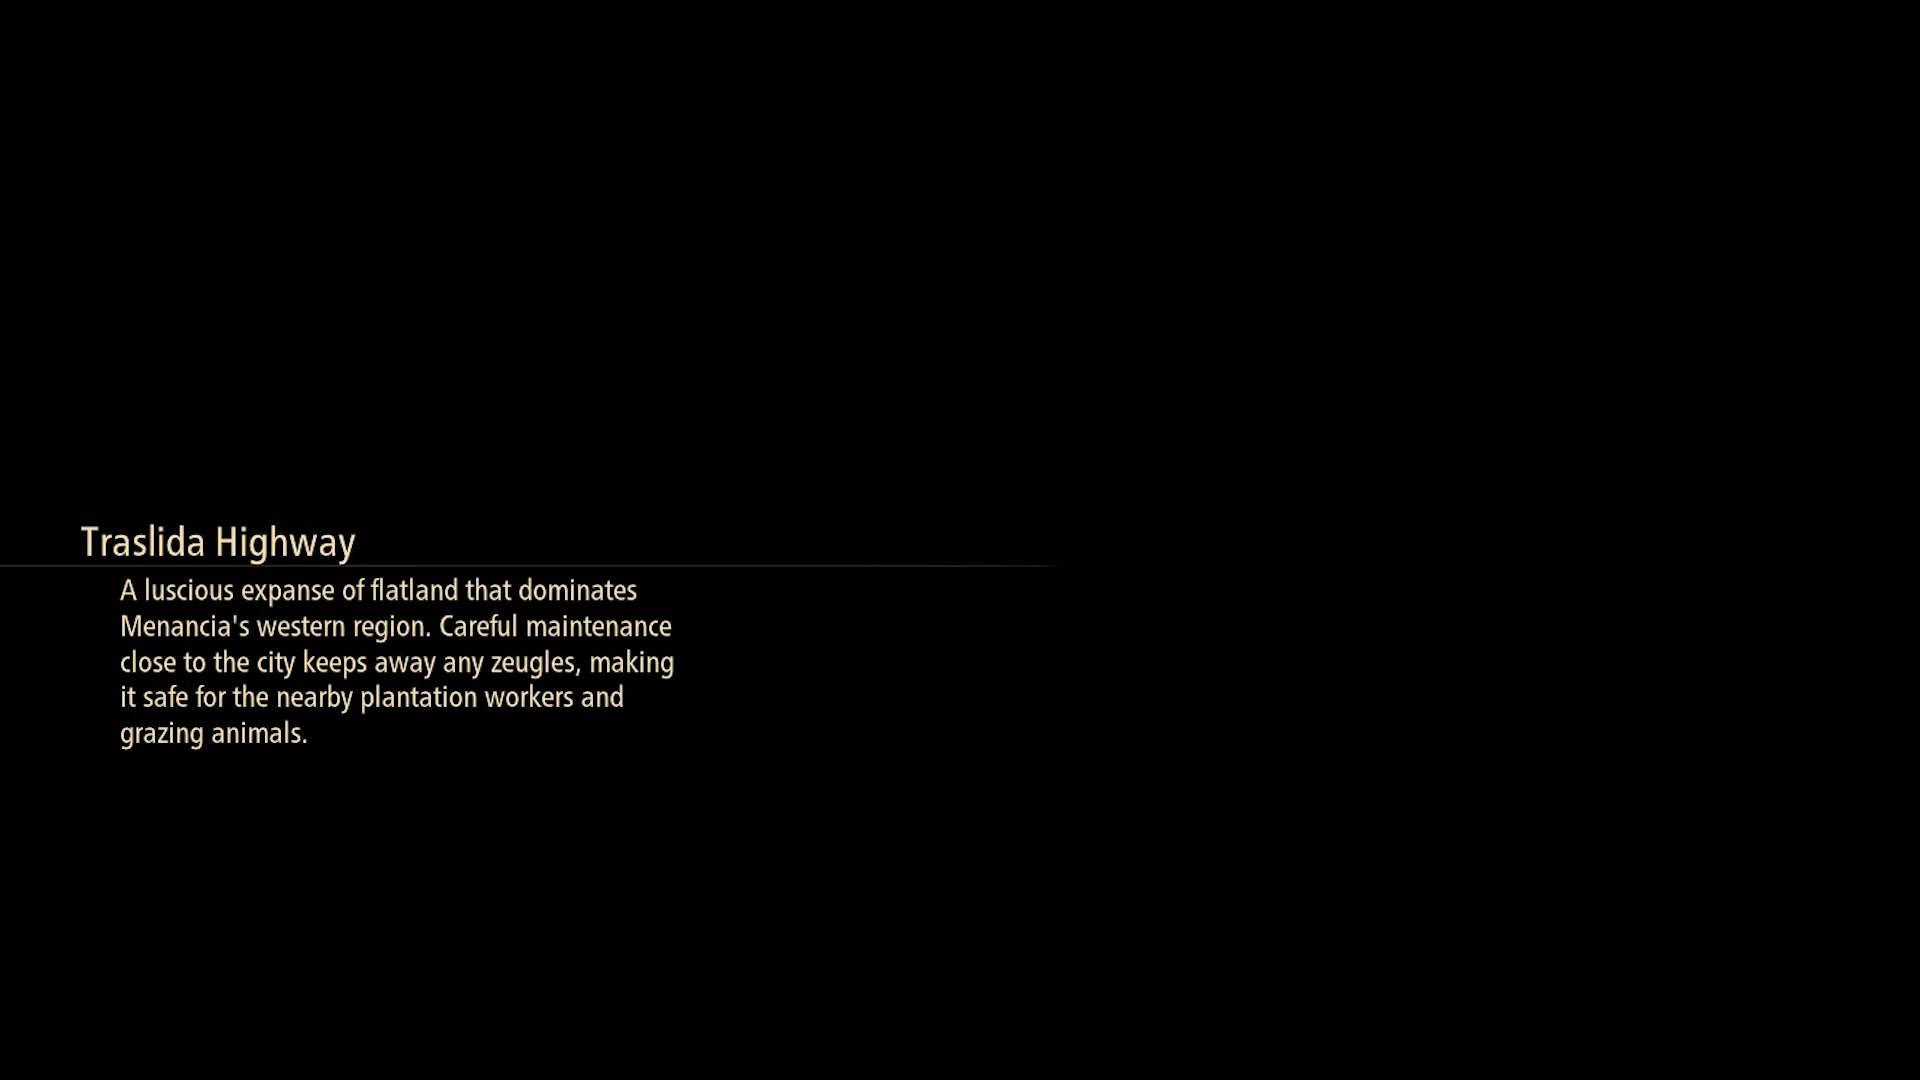 Traslida Highway
A luscious expanse of flatland that dominates
Menancia's western region. Careful maintenance
close to the city keeps away any zeugles, making
it safe for the nearby plantation workers and
grazing animals.